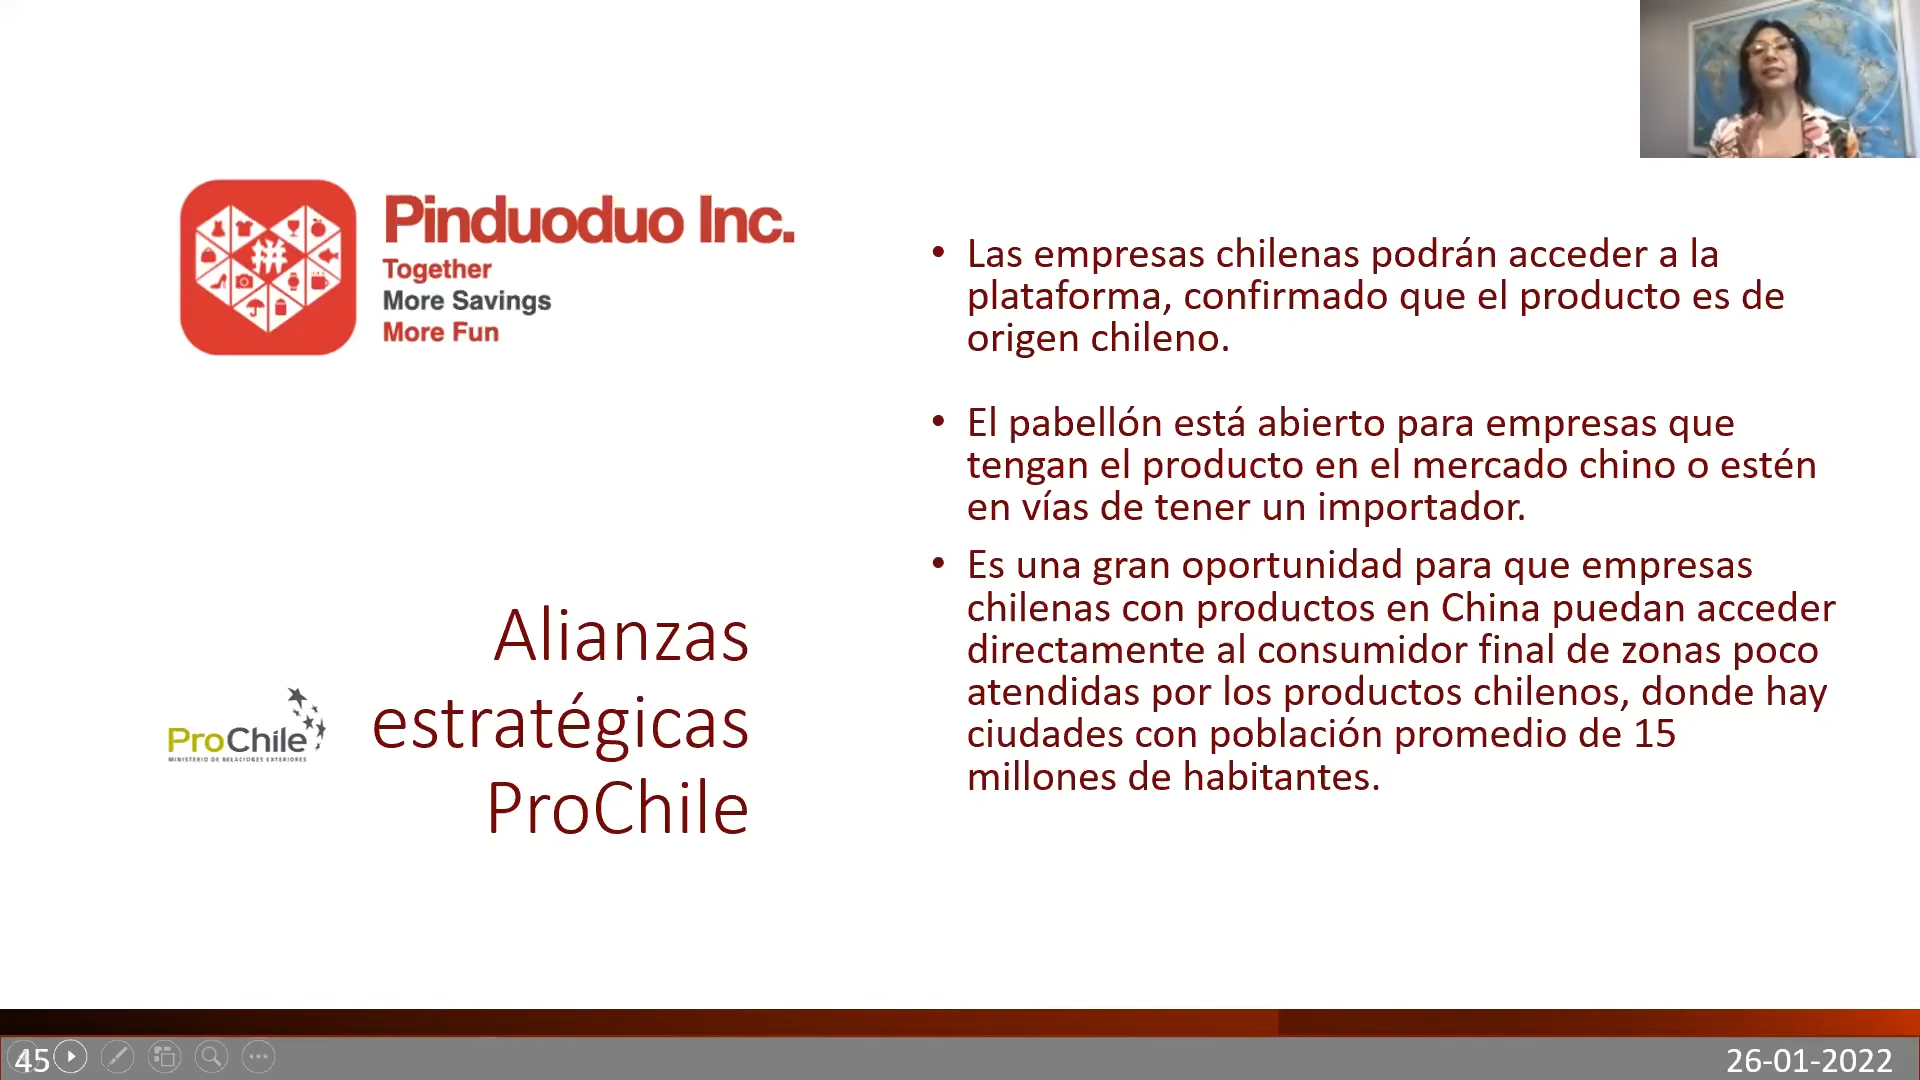 Pinduoduo Inc.
Together
More Savings
More Fun
Alianzas
estratégicas
ProChile
ProChile
MINISTERIO DE RELACIONES EXTERIORES
• Las empresas chilenas podrán acceder a la
plataforma, confirmado que el producto es de
origen chileno.
• El pabellón está abierto para empresas que
tengan el producto en el mercado chino o estén
en vías de tener un importador.
• Es una gran oportunidad para que empresas
chilenas con productos en China puedan acceder
directamente al consumidor final de zonas poco
atendidas por los productos chilenos, donde hay
ciudades con población promedio de 15
millones de habitantes.
45
26-01-2022